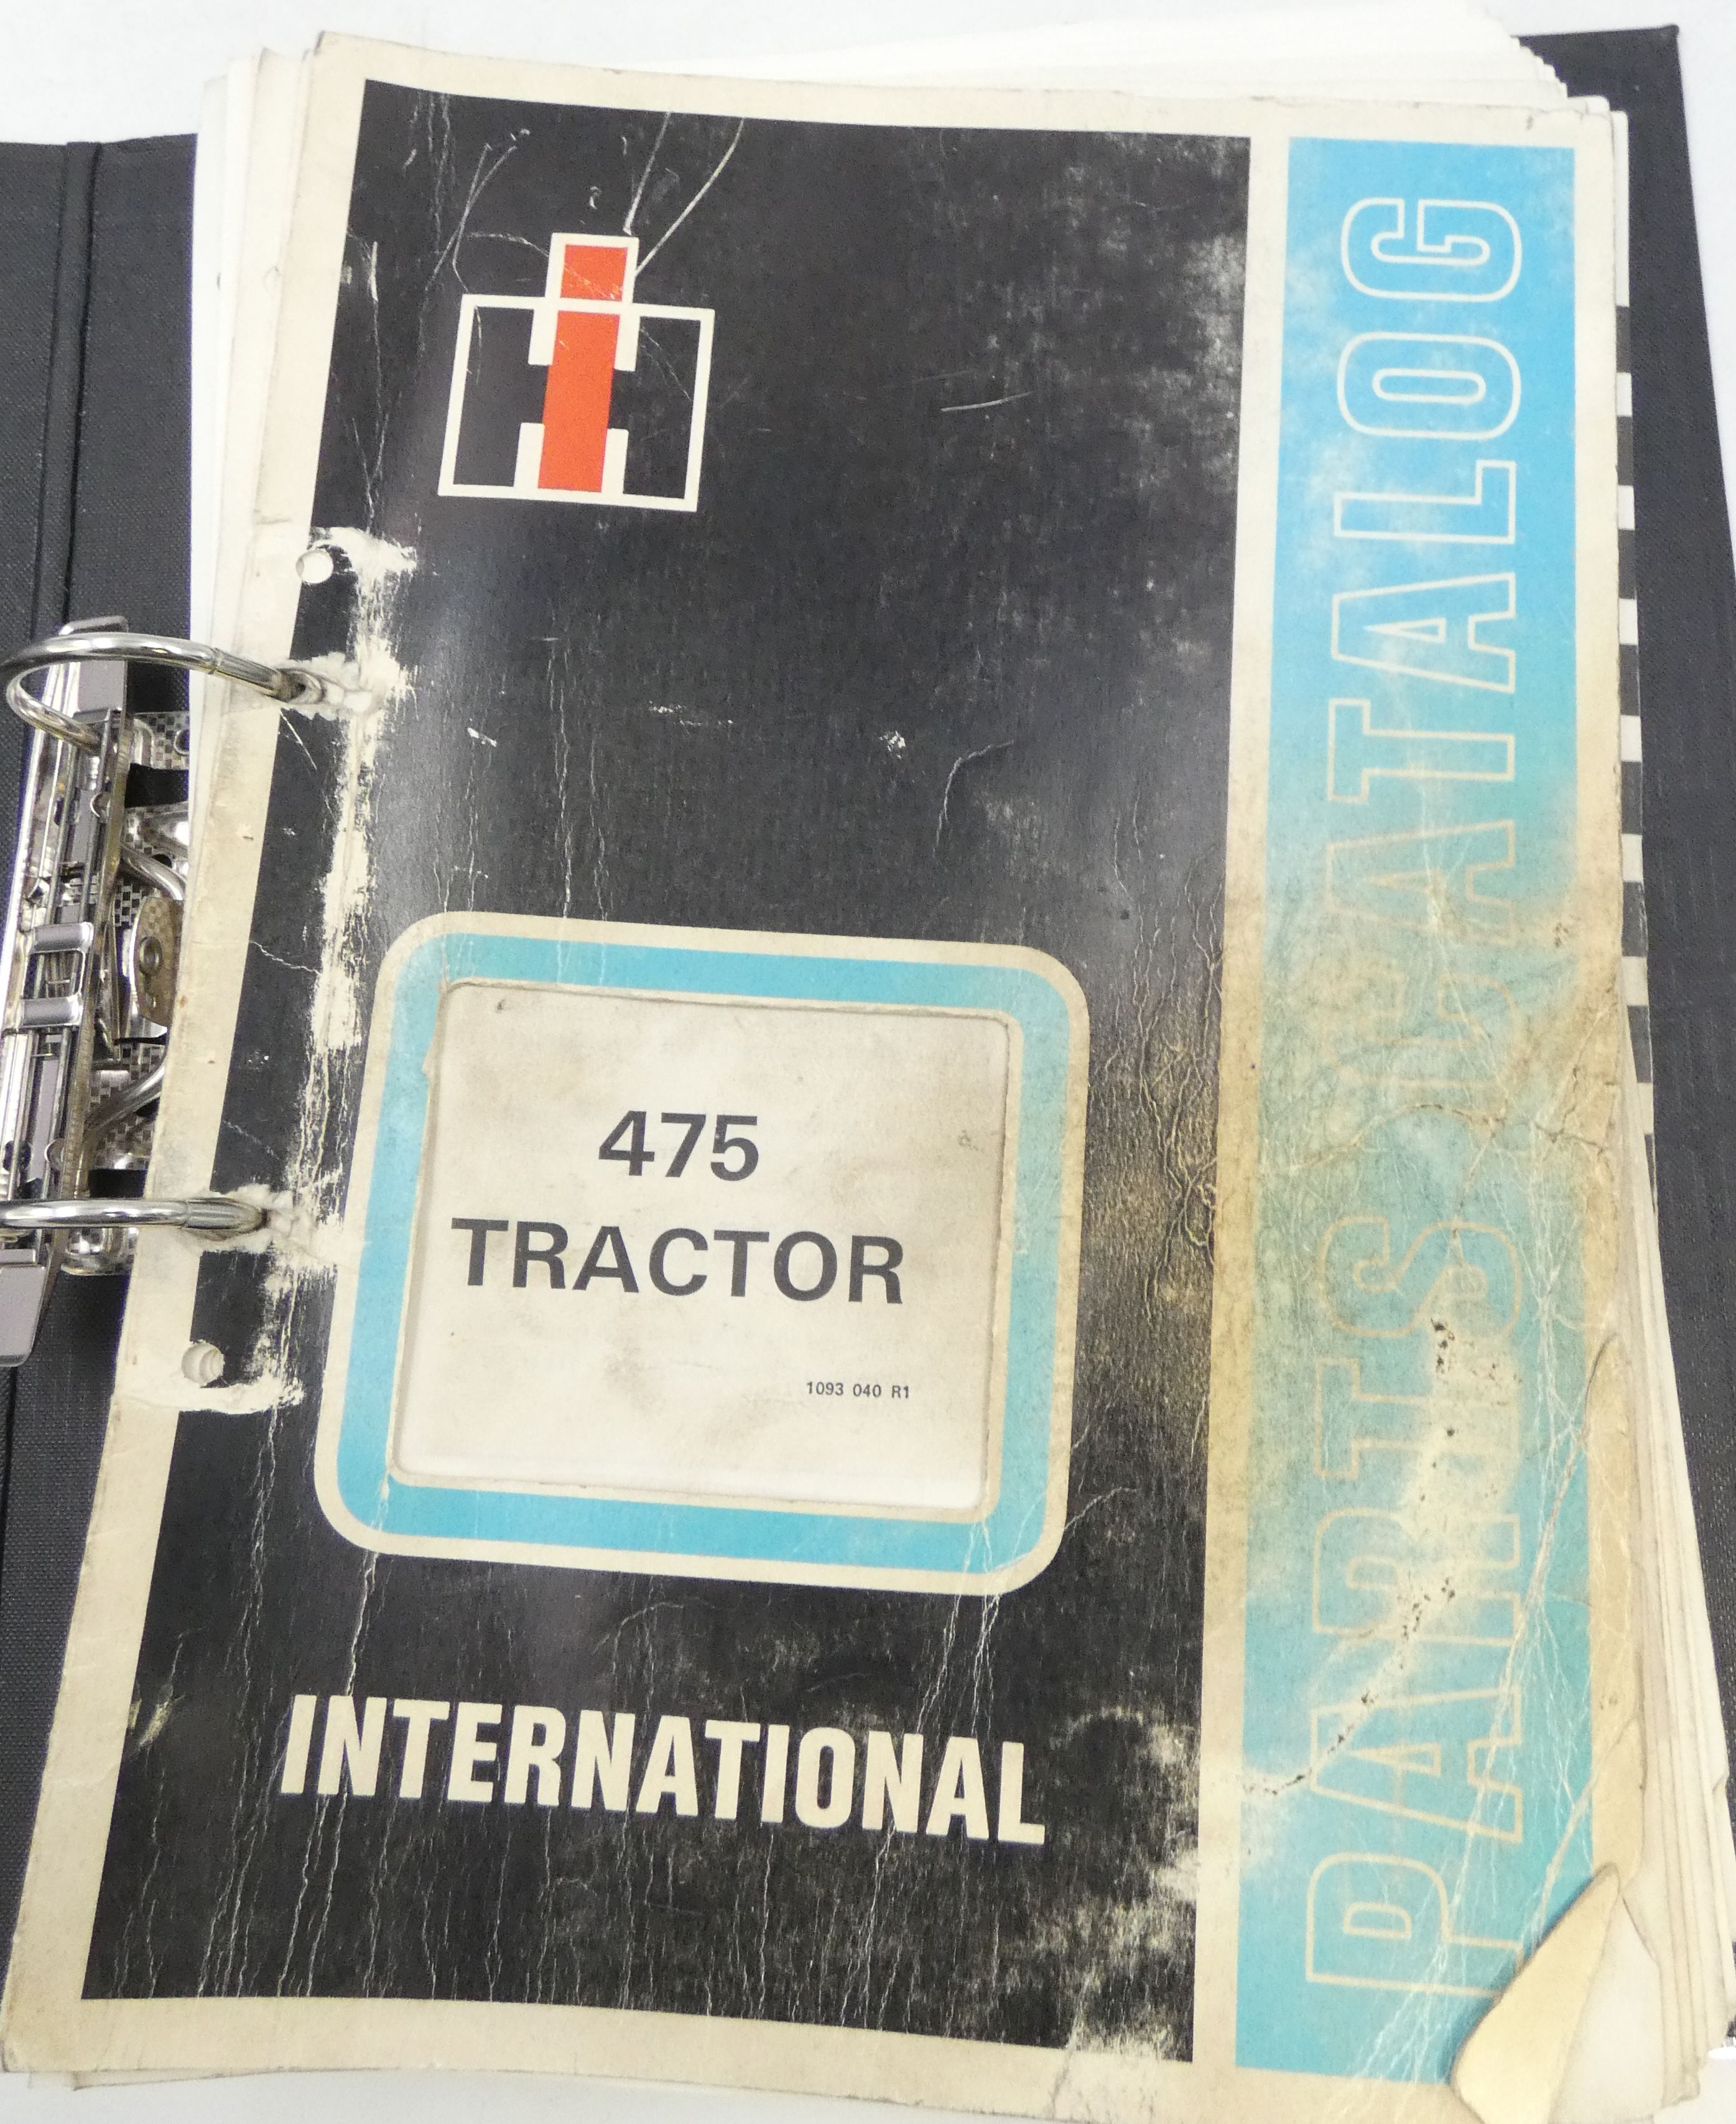 475
TRACTOR
1093 040 R1
INTERNATIONAL
PARTS CATALOG